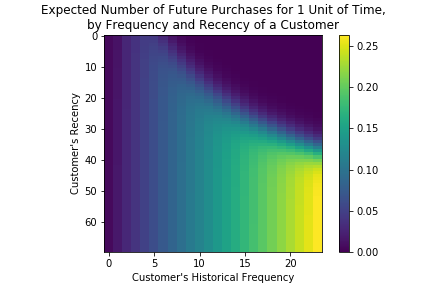 Expected Number of Future Purchases for 1 Unit of Time,
by Frequency and Recency of a Customer
0
10
20
30
40
50
60
Customer's Recency
0 5 10 15 20
Customer's Historical Frequency
0.25
0.20
0.15
0.10
0.05
0.00